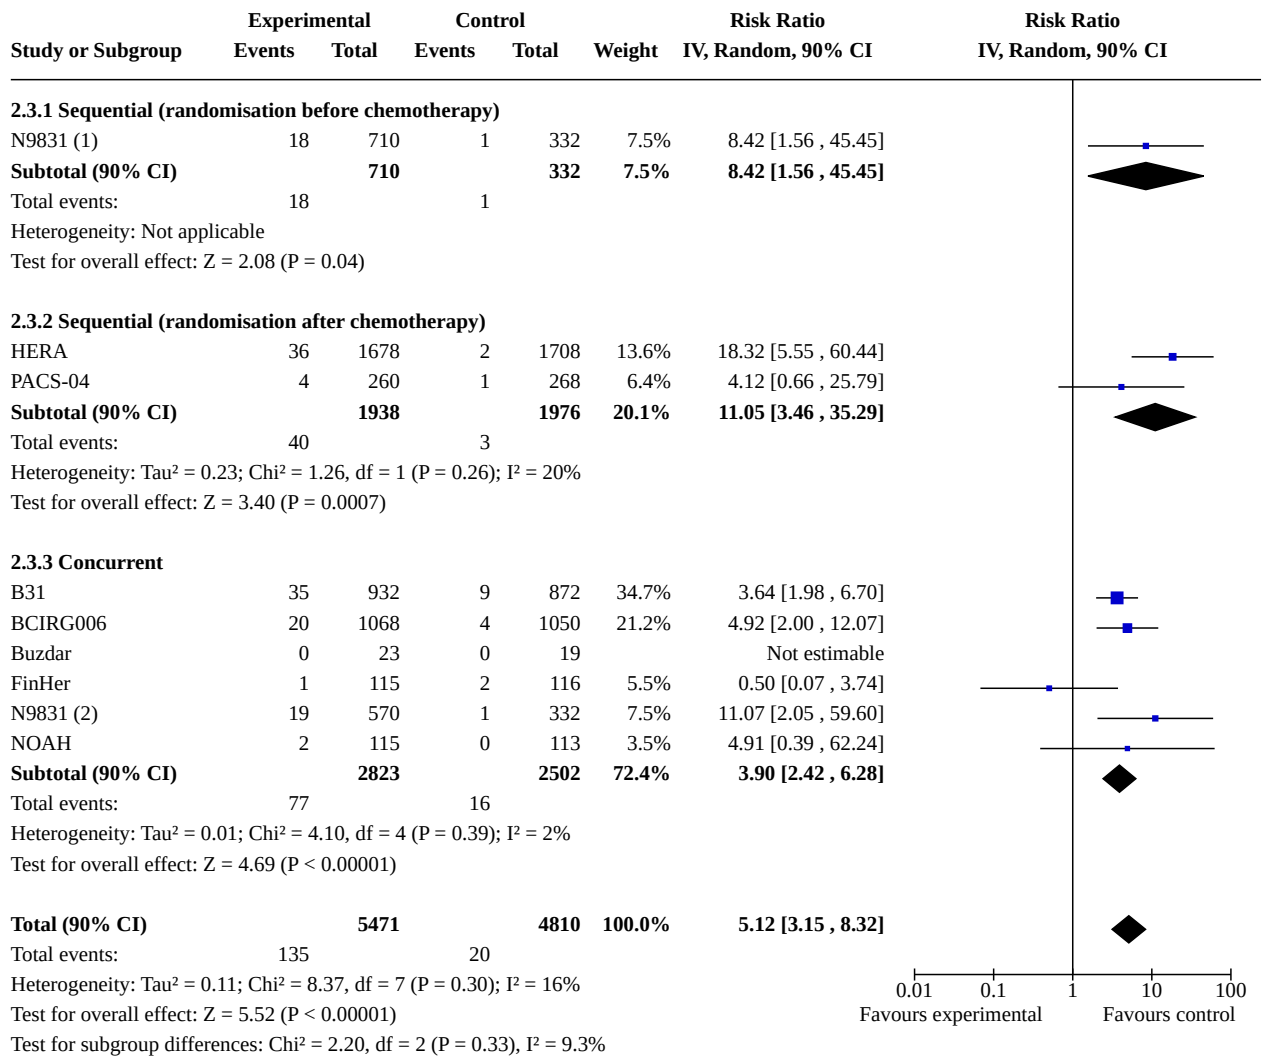 Experimental Control Risk Ratio Risk Ratio
Study or Subgroup Events Total Events Total Weight IV, Random, 90% CI IV, Random, 90% CI
2.3.1 Sequential (randomisation before chemotherapy)
N9831 (1) 18 710 1 332 7.5% 8.42 [1.56 , 45.45]
Subtotal (90% CI) 710 332 7.5% 8.42 [1.56 , 45.45]
Total events: 18 1
Heterogeneity: Not applicable
Test for overall effect: Z = 2.08 (P = 0.04)
2.3.2 Sequential (randomisation after chemotherapy)
HERA 36 1678 2 1708 13.6% 18.32 [5.55 , 60.44]
PACS-04 4 260 1 268 6.4% 4.12 [0.66 , 25.79]
Subtotal (90% CI) 1938 1976 20.1% 11.05 [3.46 , 35.29]
Total events: 40 3
Heterogeneity: Tau² = 0.23; Chi² = 1.26, df = 1 (P = 0.26); I² = 20%
Test for overall effect: Z = 3.40 (P = 0.0007)
2.3.3 Concurrent
B31 35 932 9 872 34.7% 3.64 [1.98 , 6.70]
BCIRG006 20 1068 4 1050 21.2% 4.92 [2.00 , 12.07]
Buzdar 0 23 0 19 Not estimable
FinHer 1 115 2 116 5.5% 0.50 [0.07 , 3.74]
N9831 (2) 19 570 1 332 7.5% 11.07 [2.05 , 59.60]
NOAH 2 115 0 113 3.5% 4.91 [0.39 , 62.24]
Subtotal (90% CI) 2823 2502 72.4% 3.90 [2.42 , 6.28]
Total events: 77 16
Heterogeneity: Tau² = 0.01; Chi² = 4.10, df = 4 (P = 0.39); I² = 2%
Test for overall effect: Z = 4.69 (P < 0.00001)
Total (90% CI) 5471 4810 100.0% 5.12 [3.15 , 8.32]
Total events: 135 20
Heterogeneity: Tau² = 0.11; Chi² = 8.37, df = 7 (P = 0.30); I² = 16%
0.01 0.1 1 10 100
Test for overall effect: Z = 5.52 (P < 0.00001) Favours experimental Favours control
Test for subgroup differences: Chi² = 2.20, df = 2 (P = 0.33), I² = 9.3%